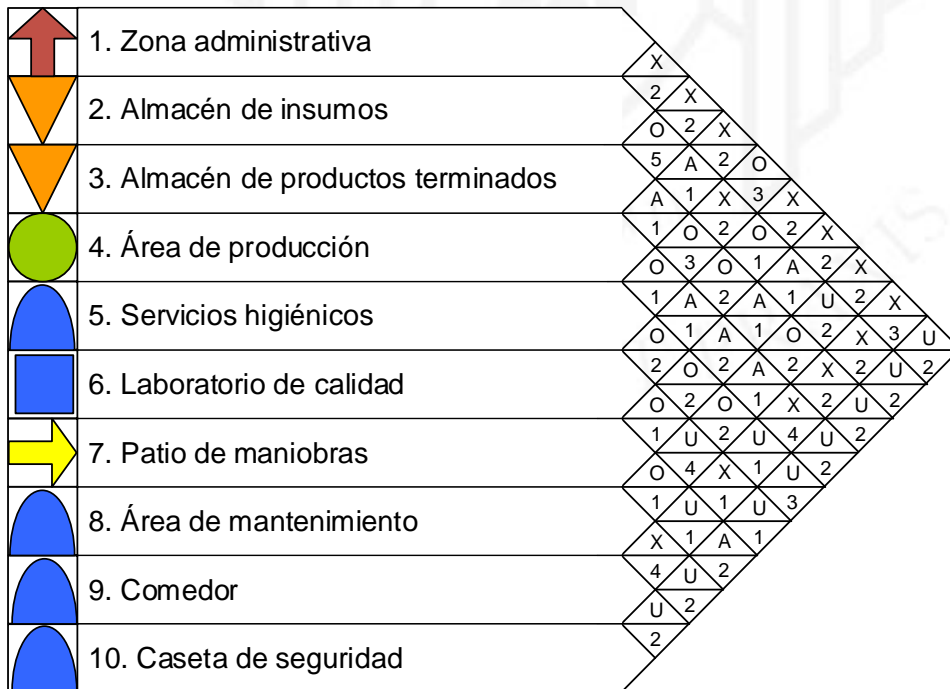 1. Zona administrativa
X
2 X
2. Almacén de insumos
O 2 X
5 A 2 O
3. Almacén de productos terminados
A 1 X 3 X
1 O 2 O 2 X
4. Área de producción
O 3 O 1 A 2 X
1 A 2 A 1 U 2 X
5. Servicios higiénicos
O 1 A 1 O 2 X 3 U
2 O 2 A 2 X 2 U 2
6. Laboratorio de calidad
O 2 O 1 X 2 U 2
1 U 2 U 4 U 2
7. Patio de maniobras
O 4 X 1 U 2
1 U 1 U 3
8. Área de mantenimiento
X 1 A 1
4 U 2
9. Comedor
U 2
2
10. Caseta de seguridad